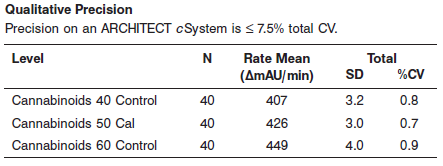 Qualitative Precision
Precision on an ARCHITECT cSystem is ≤ 7.5% total CV.
Level N Rate Mean Total
(ΔmAU/min) SD %CV
Cannabinoids 40 Control 40 407 3.2 0.8
Cannabinoids 50 Cal 40 426 3.0 0.7
Cannabinoids 60 Control 40 449 4.0 0.9